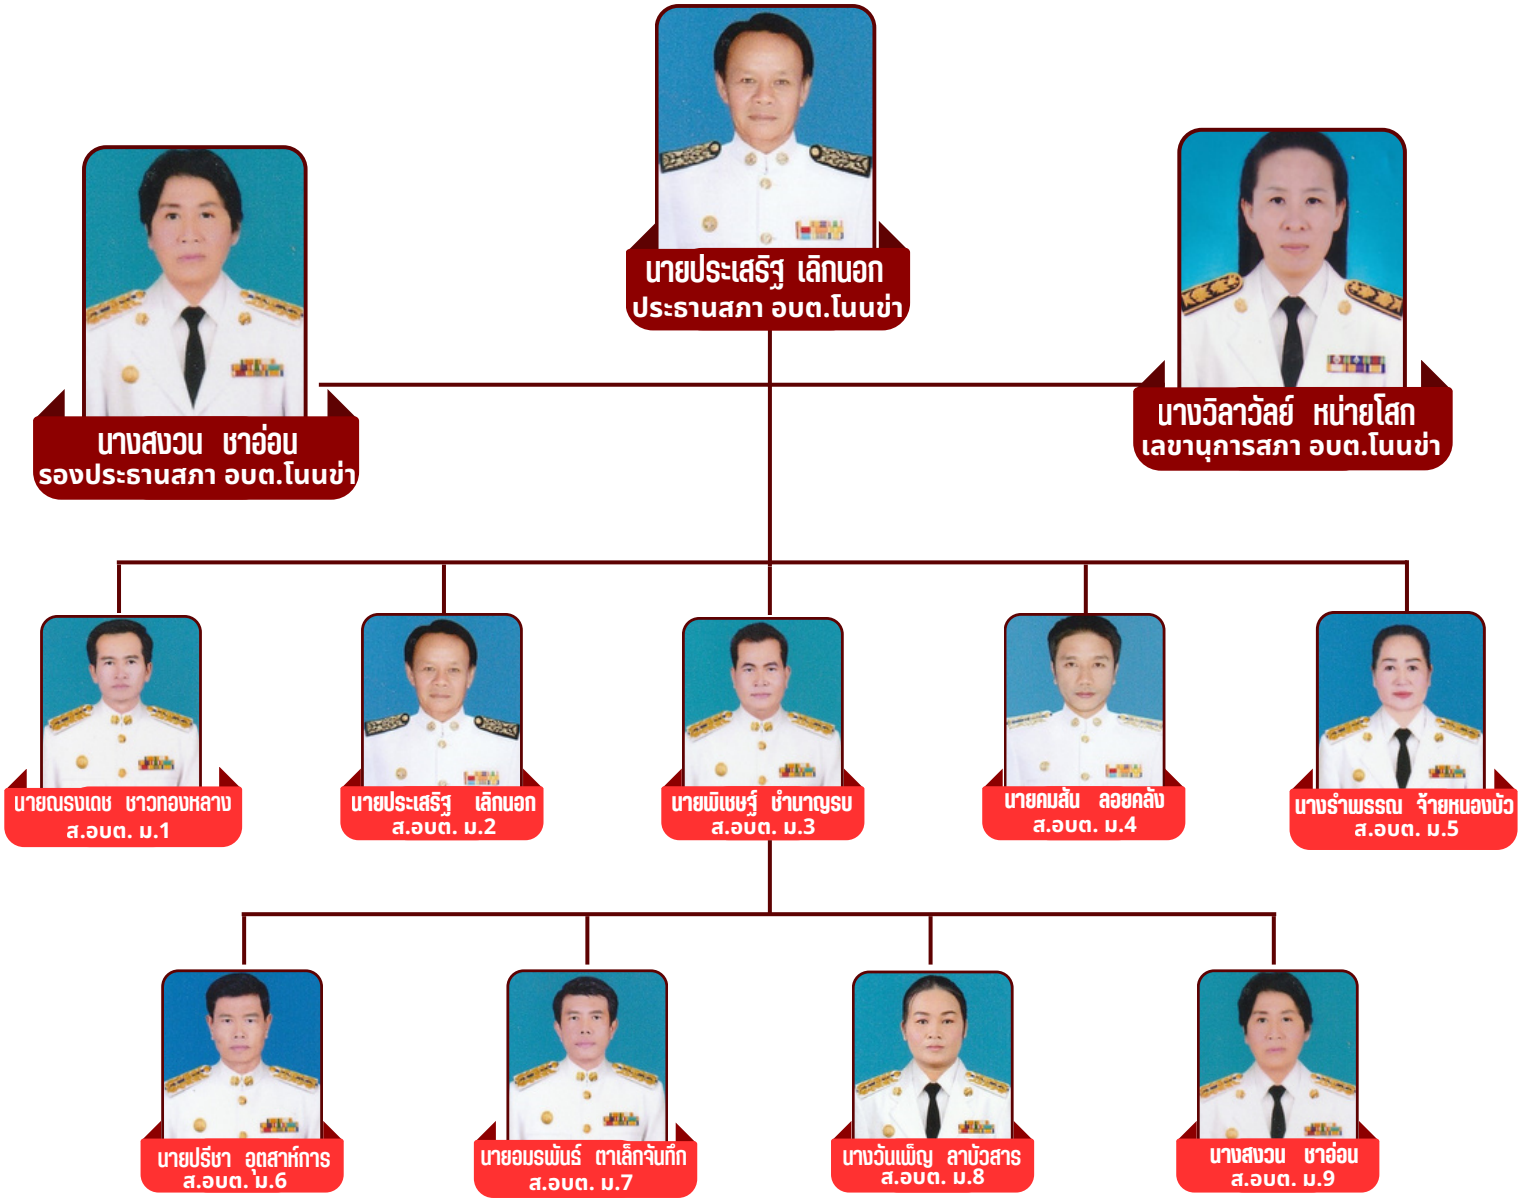 นายประเสริฐ เลิกนอก
ประธานสภา อบต.โนนข่า
นางสงวน ชาอ่อน
รองประธานสภา อบต.โนนข่า
นางวิลาวัลย์ หน่ายโสก
เลขานุการสภา อบต.โนนข่า
นายณรงเดช ชาวทองหลาง
ส.อบต. ม.1
นายประเสริฐ เลิกนอก
ส.อบต. ม.2
นายพิเชษฐ์ ชำนาญรบ
ส.อบต. ม.3
นายคมสัน ลอยคลัง
ส.อบต. ม.4
นางรำพรรณ จ้ายหนองบัว
ส.อบต. ม.5
นายปรีชา อุตสาห์การ
ส.อบต. ม.6
นายอมรพันธ์ ตาเล็กจันทึก
ส.อบต. ม.7
นางวันเพ็ญ ลาบัวสาร
ส.อบต. ม.8
นางสงวน ชาอ่อน
ส.อบต. ม.9